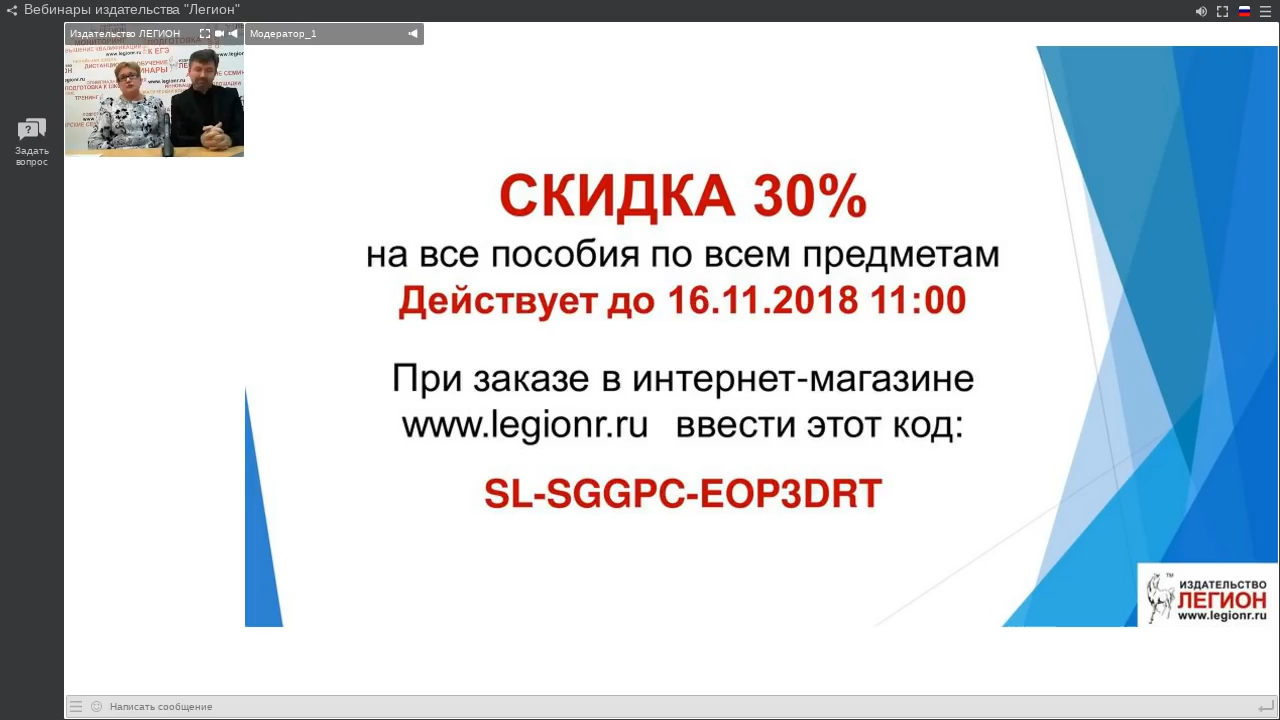 Вебинары издательства "Легион"
Издательство ЛЕГИОН
Модератор_1
Задать
вопрос
СКИДКА 30%
на все пособия по всем предметам
Действует до 16.11.2018 11:00
При заказе в интернет-магазине
www.legionr.ru ввести этот код:
SL-SGGPC-EOP3DRT
TM
ИЗДАТЕЛЬСТВО
ЛЕГИОН
www.legionr.ru
Написать сообщение